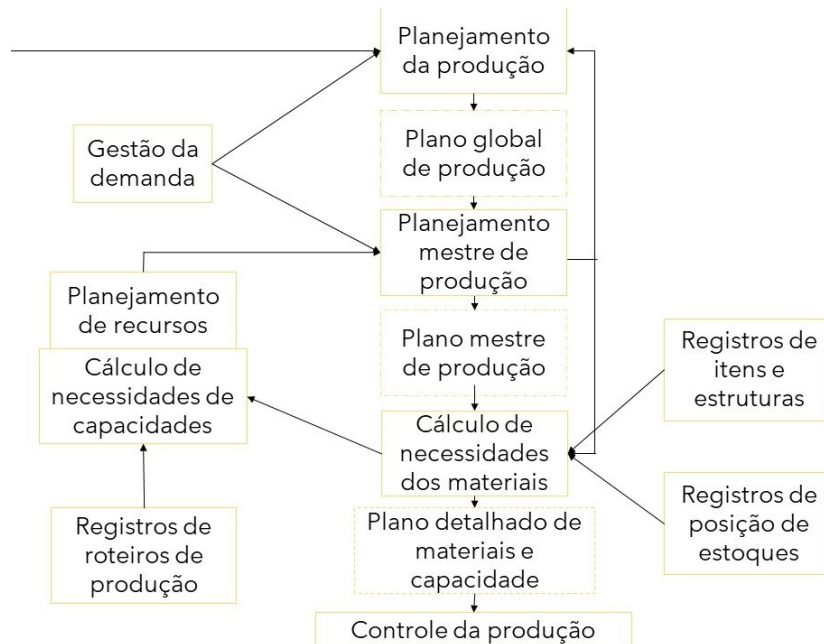 Planejamento
da produção
Plano global
de produção
Gestão da
demanda
Planejamento
mestre de
produção
Planejamento
de recursos
Plano mestre
de produção
Registros de
itens e
estruturas
Cálculo de
necessidades de
capacidades
Cálculo de
necessidades
dos materiais
Registros de
posição de
estoques
Registros de
roteiros de
produção
Plano detalhado de
materiais e
capacidade
Controle da produção